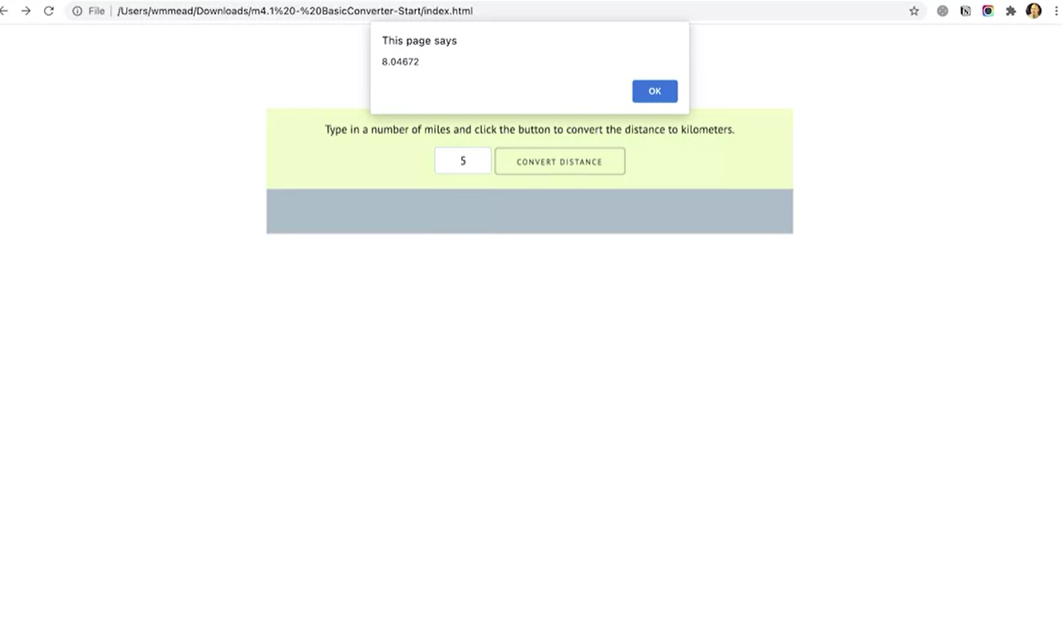 File | /Users/wmmead/Downloads/m4.1%20-%20BasicConverter-Start/index.html
This page says
8.04672
OK
Type in a number of miles and click the button to convert the distance to kilometers.
5 CONVERT DISTANCE